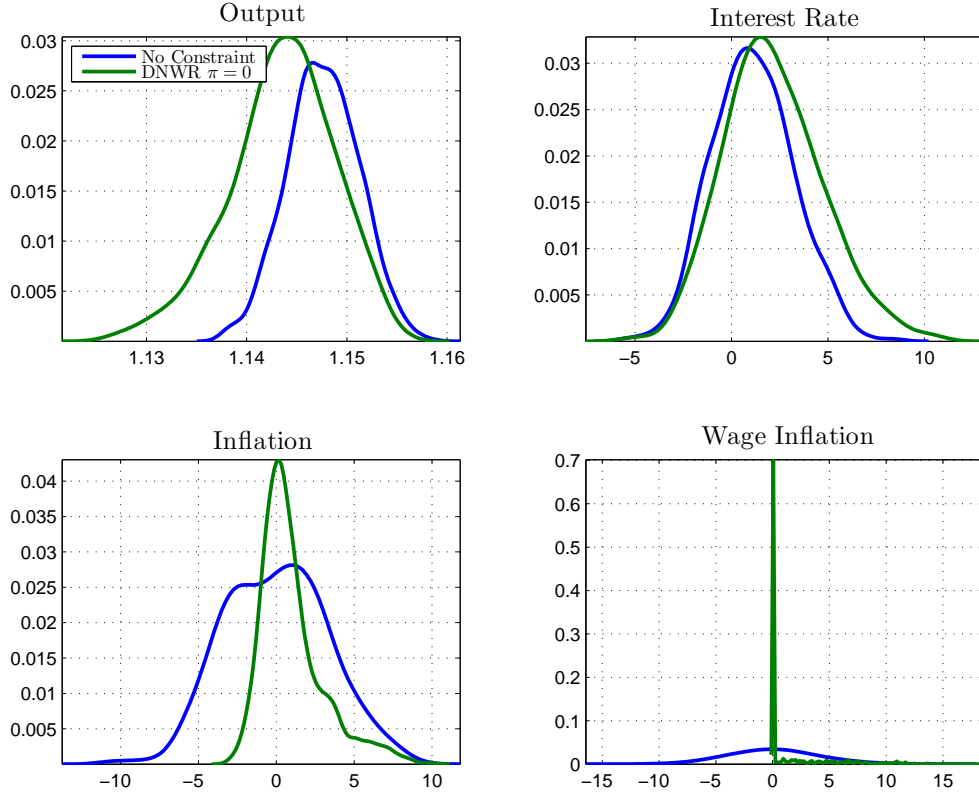 Output
0.03
0.025
0.02
0.015
0.01
0.005
1.13 1.14 1.15 1.16
No Constraint
DNWR π = 0
Interest Rate
0.03
0.02
0.01
0.005
−5 0 5 10
Inflation
0.04
0.035
0.03
0.025
0.02
0.015
0.01
0.005
−10 −5 0 5 10
Wage Inflation
0.7
0.6
0.5
0.4
0.3
0.2
0.1
0
−15 −10 −5 0 5 10 15